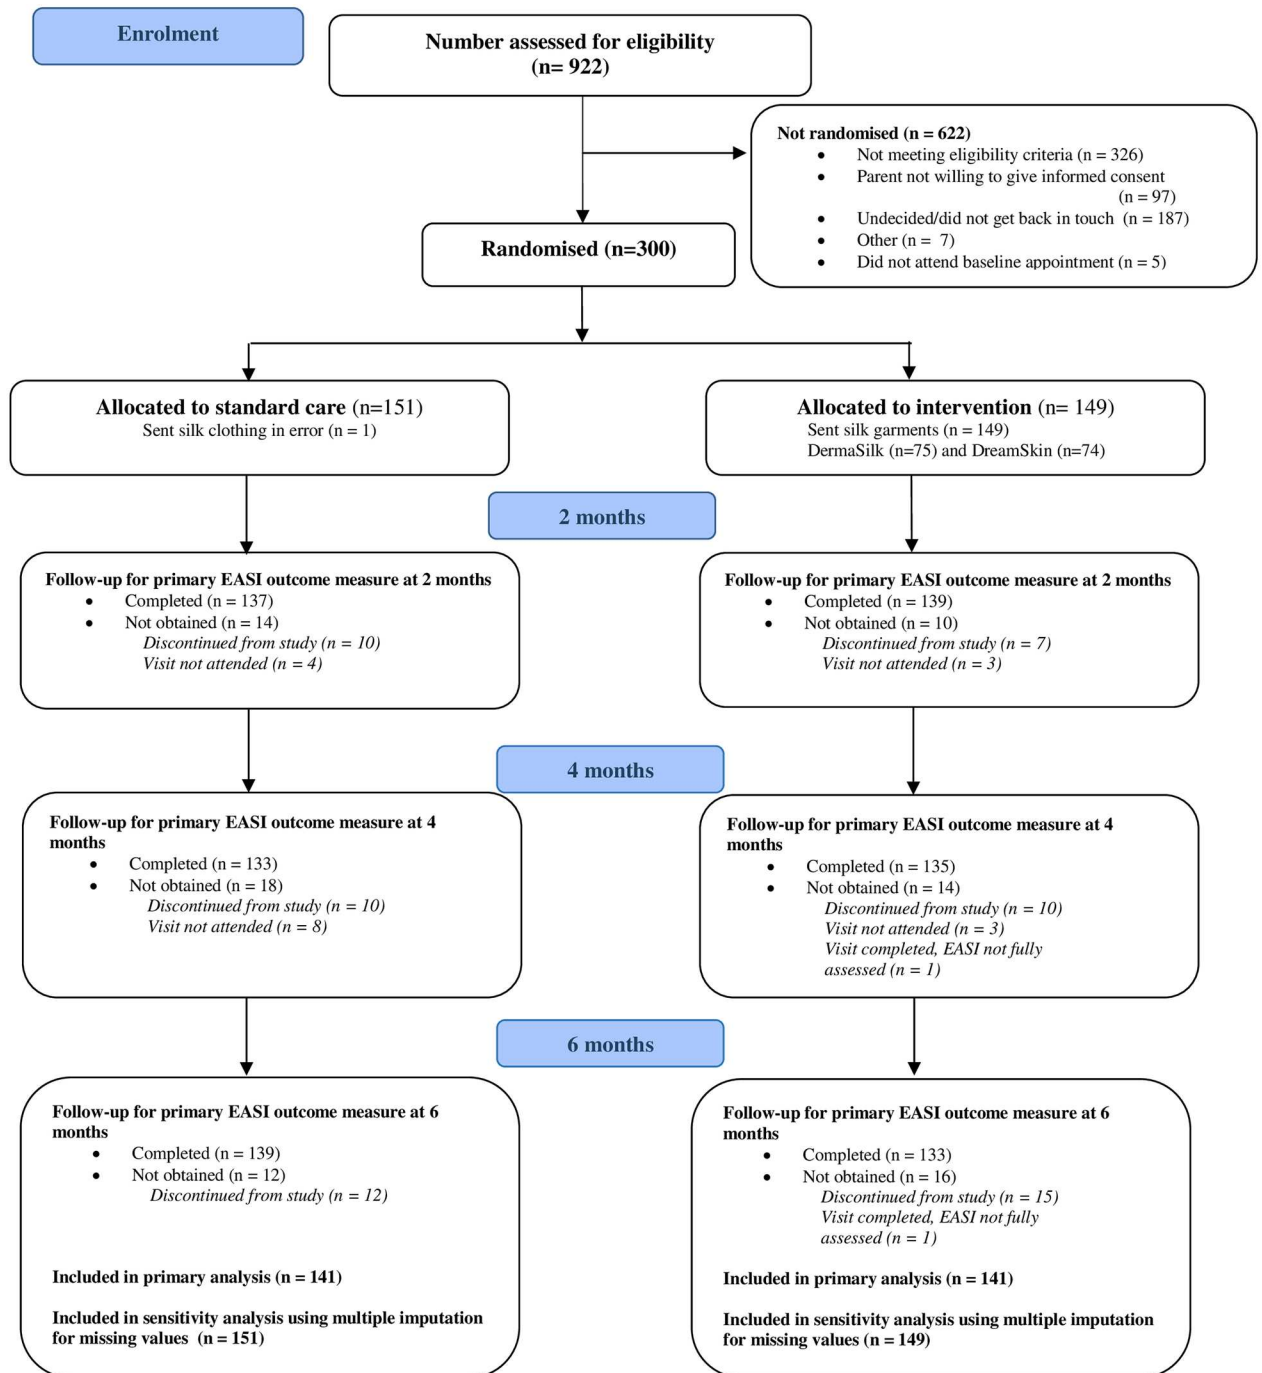 Enrolment
Number assessed for eligibility
(n= 922)
Not randomised (n = 622)
• Not meeting eligibility criteria (n = 326)
• Parent not willing to give informed consent
(n = 97)
• Undecided/did not get back in touch (n = 187)
• Other (n = 7)
• Did not attend baseline appointment (n = 5)
Randomised (n=300)
Allocated to standard care (n=151)
Sent silk clothing in error (n = 1)
Allocated to intervention (n= 149)
Sent silk garments (n = 149)
DermaSilk (n=75) and DreamSkin (n=74)
2 months
Follow-up for primary EASI outcome measure at 2 months
• Completed (n = 137)
• Not obtained (n = 14)
Discontinued from study (n = 10)
Visit not attended (n = 4)
Follow-up for primary EASI outcome measure at 2 months
• Completed (n = 139)
• Not obtained (n = 10)
Discontinued from study (n = 7)
Visit not attended (n = 3)
4 months
Follow-up for primary EASI outcome measure at 4
months
• Completed (n = 133)
• Not obtained (n = 18)
Discontinued from study (n = 10)
Visit not attended (n = 8)
Follow-up for primary EASI outcome measure at 4
months
• Completed (n = 135)
• Not obtained (n = 14)
Discontinued from study (n = 10)
Visit not attended (n = 3)
Visit completed, EASI not fully
assessed (n = 1)
6 months
Follow-up for primary EASI outcome measure at 6
months
• Completed (n = 139)
• Not obtained (n = 12)
Discontinued from study (n = 12)
Included in primary analysis (n = 141)
Included in sensitivity analysis using multiple imputation
for missing values (n = 151)
Follow-up for primary EASI outcome measure at 6
months
• Completed (n = 133)
• Not obtained (n = 16)
Discontinued from study (n = 15)
Visit completed, EASI not fully
assessed (n = 1)
Included in primary analysis (n = 141)
Included in sensitivity analysis using multiple imputation
for missing values (n = 149)